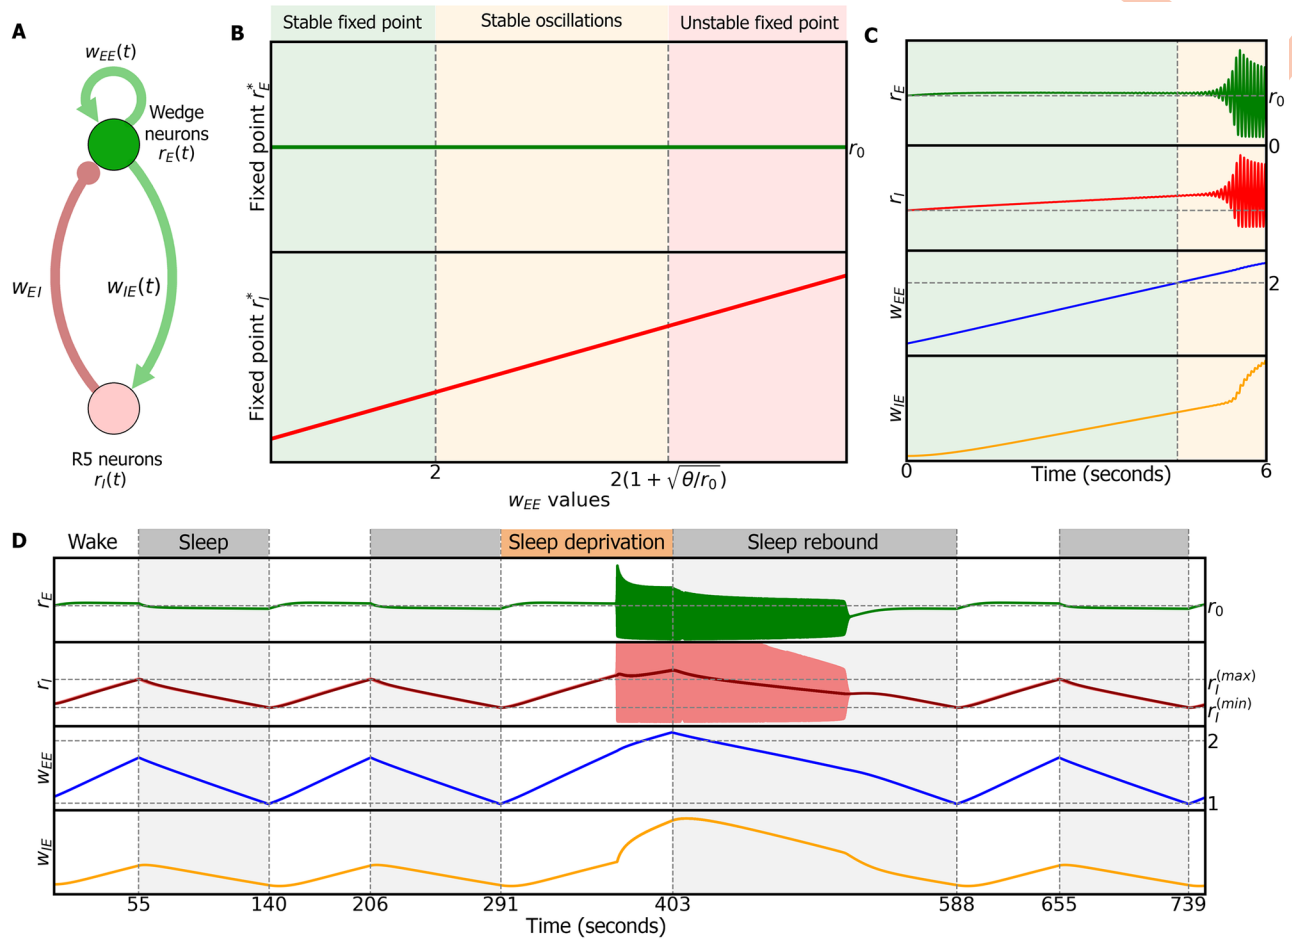 A
w_EE(t)
Wedge
neurons
r_E(t)
w_EI
w_IE(t)
R5 neurons
r_I(t)
B
Stable fixed point
Stable oscillations
Unstable fixed point
Fixed point r_E^*
r_0
Fixed point r_I^*
2
2(1 + √θ/r_0)
w_EE values
C
r_E
r_0
0
r_I
w_EE
2
w_IE
0
Time (seconds)
6
D
Wake
Sleep
Sleep deprivation
Sleep rebound
r_E
r_0
r_I
r_I^(max)
r_I^(min)
w_EE
2
1
w_IE
55
140
206
291
403
588
655
739
Time (seconds)